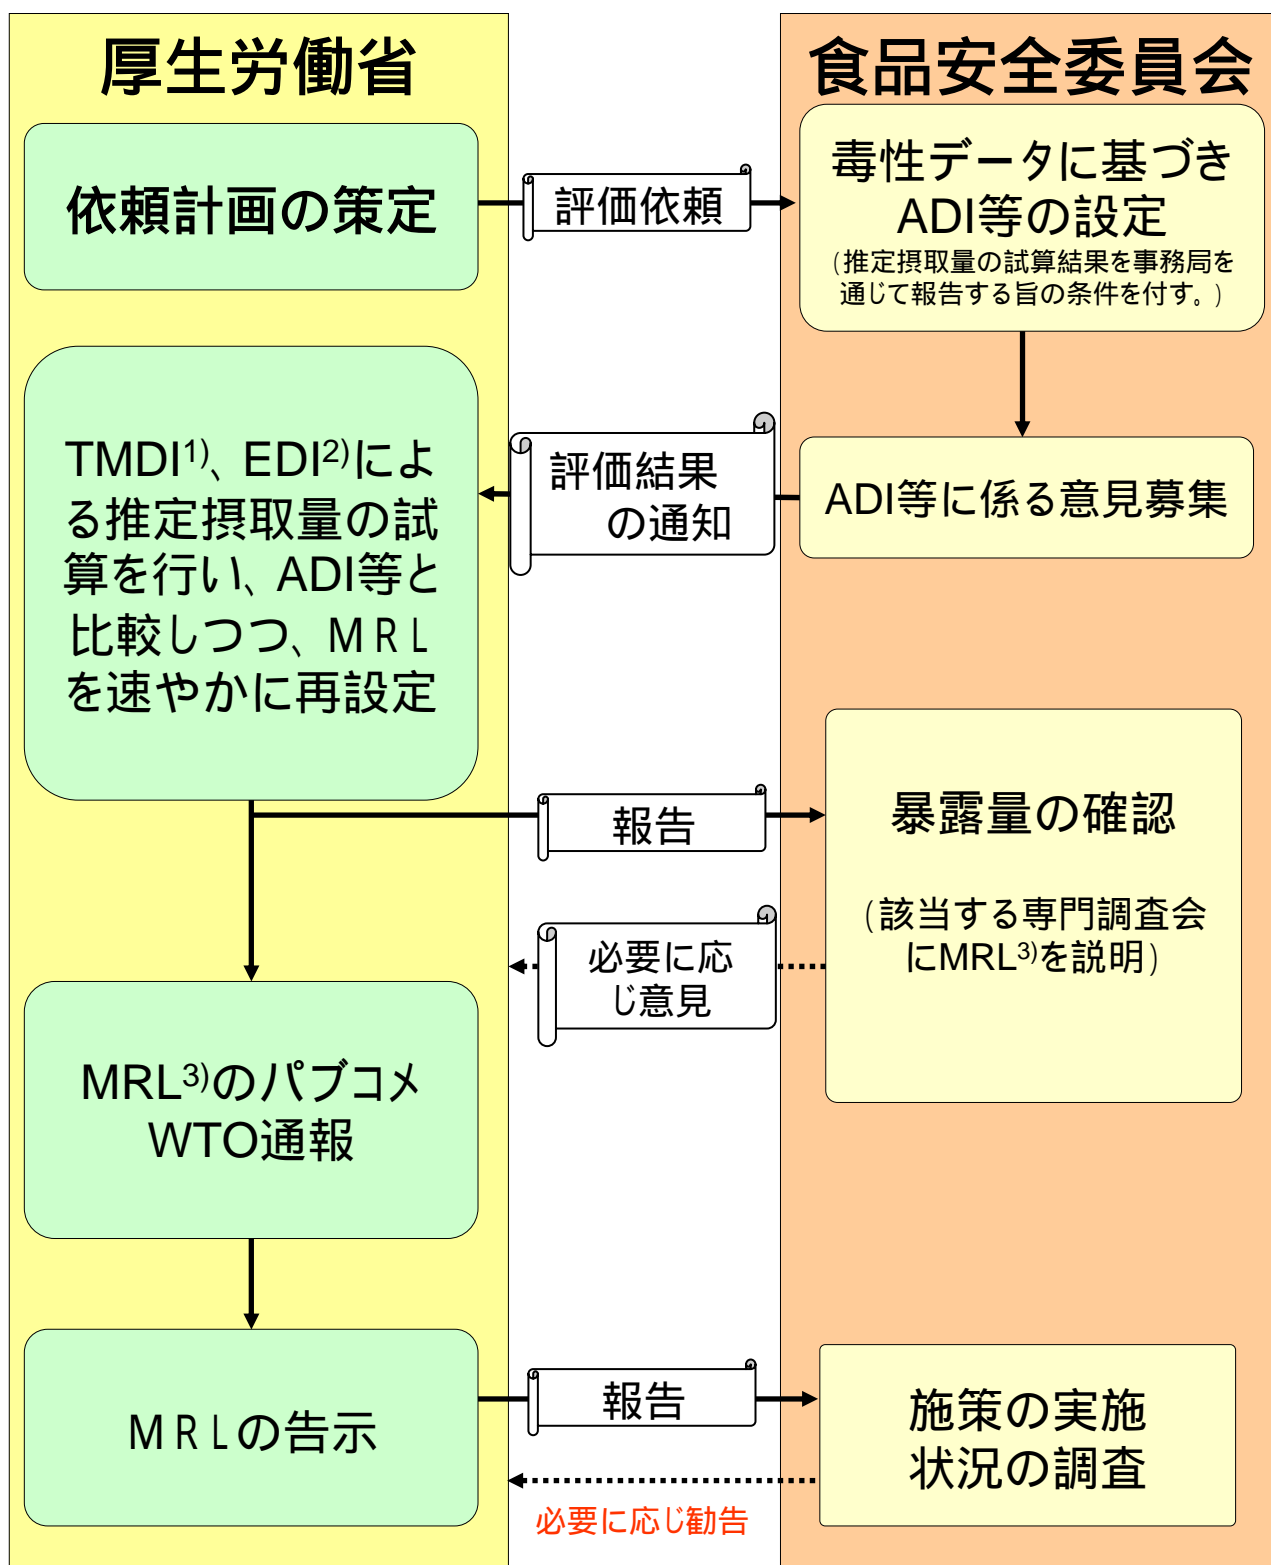 厚生労働省
食品安全委員会
依頼計画の策定
評価依頼
毒性データに基づき
ADI等の設定
(推定摂取量の試算結果を事務局を
通じて報告する旨の条件を付す。)
TMDI1)、EDI2)によ
る推定摂取量の試
算を行い、ADI等と
比較しつつ、ＭＲＬ
を速やかに再設定
評価結果
の通知
ADI等に係る意見募集
報告
暴露量の確認
(該当する専門調査会
にMRL3)を説明)
必要に応
じ意見
MRL3)のパブコメ
WTO通報
ＭＲＬの告示
報告
施策の実施
状況の調査
必要に応じ勧告